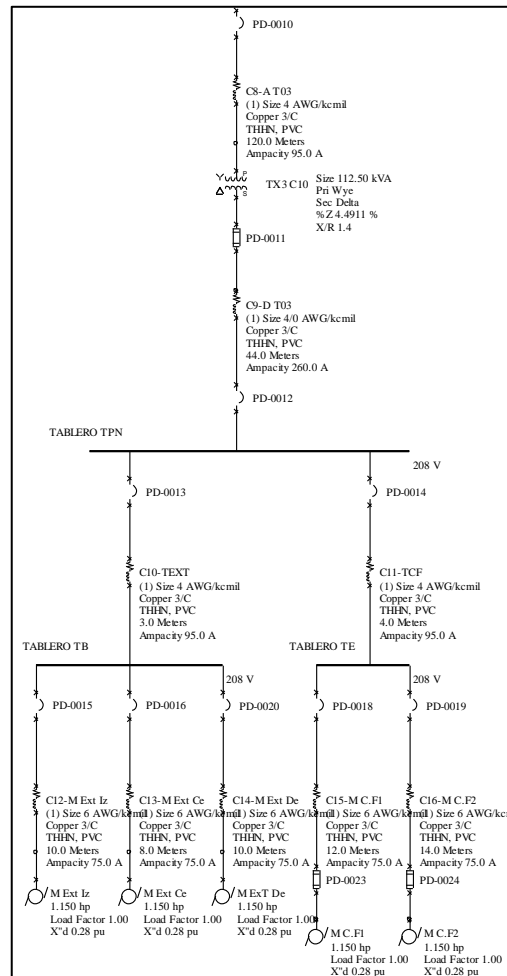 PD-0010
C8-A T03
(1) Size 4 AWG/kcmil
Copper 3/C
THHN, PVC
120.0 Meters
Ampacity 95.0 A
P
S
TX3 C10
Size 112.50 kVA
Pri Wye
Sec Delta
%Z 4.4911 %
X/R 1.4
PD-0011
C9-D T03
(1) Size 4/0 AWG/kcmil
Copper 3/C
THHN, PVC
44.0 Meters
Ampacity 260.0 A
PD-0012
TABLERO TPN
208 V
PD-0013
PD-0014
C10-TEXT
(1) Size 4 AWG/kcmil
Copper 3/C
THHN, PVC
3.0 Meters
Ampacity 95.0 A
C11-TCF
(1) Size 4 AWG/kcmil
Copper 3/C
THHN, PVC
4.0 Meters
Ampacity 95.0 A
TABLERO TB
208 V
TABLERO TE
208 V
PD-0015
PD-0016
PD-0020
PD-0018
PD-0019
C12-M Ext Iz
(1) Size 6 AWG/kcmil
Copper 3/C
THHN, PVC
10.0 Meters
Ampacity 75.0 A
C13-M Ext Ce
(1) Size 6 AWG/kcmil
Copper 3/C
THHN, PVC
8.0 Meters
Ampacity 75.0 A
C14-M Ext De
(1) Size 6 AWG/kcmil
Copper 3/C
THHN, PVC
10.0 Meters
Ampacity 75.0 A
C15-M C.F1
(1) Size 6 AWG/kcmil
Copper 3/C
THHN, PVC
12.0 Meters
Ampacity 75.0 A
C16-M C.F2
(1) Size 6 AWG/kc
Copper 3/C
THHN, PVC
14.0 Meters
Ampacity 75.0 A
PD-0023
PD-0024
M Ext Iz
1.150 hp
Load Factor 1.00
X"d 0.28 pu
M Ext Ce
1.150 hp
Load Factor 1.00
X"d 0.28 pu
M ExT De
1.150 hp
Load Factor 1.00
X"d 0.28 pu
M C.F1
1.150 hp
Load Factor 1.00
X"d 0.28 pu
M C.F2
1.150 hp
Load Factor 1.00
X"d 0.28 pu